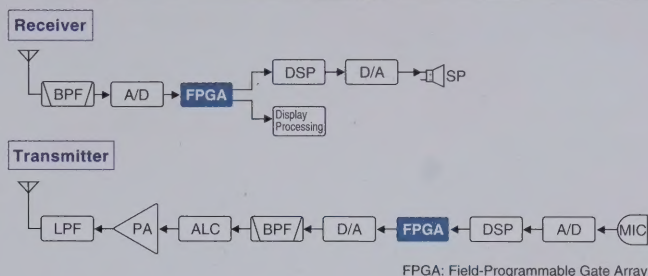 Receiver
BPF A/D FPGA DSP D/A SP
Display
Processing
Transmitter
LPF PA ALC BPF D/A FPGA DSP A/D MIC
FPGA: Field-Programmable Gate Array